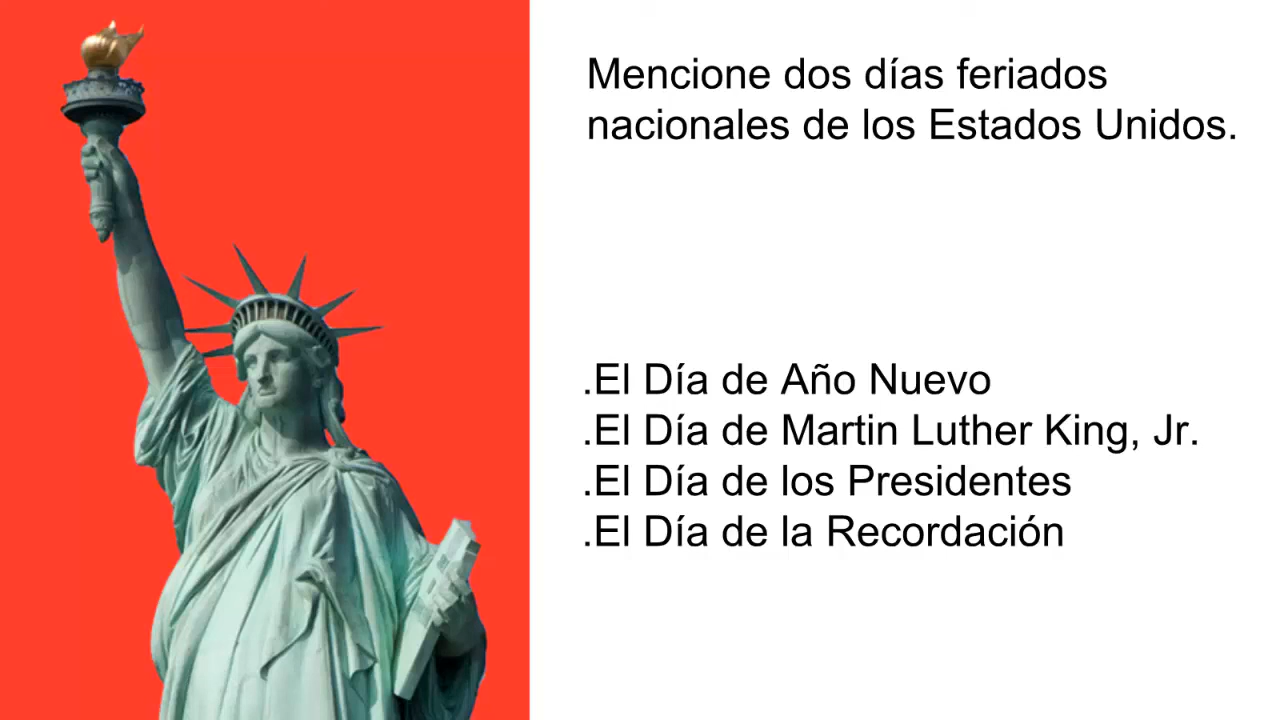 Mencione dos días feriados
nacionales de los Estados Unidos.
.El Día de Año Nuevo
.El Día de Martin Luther King, Jr.
.El Día de los Presidentes
.El Día de la Recordación